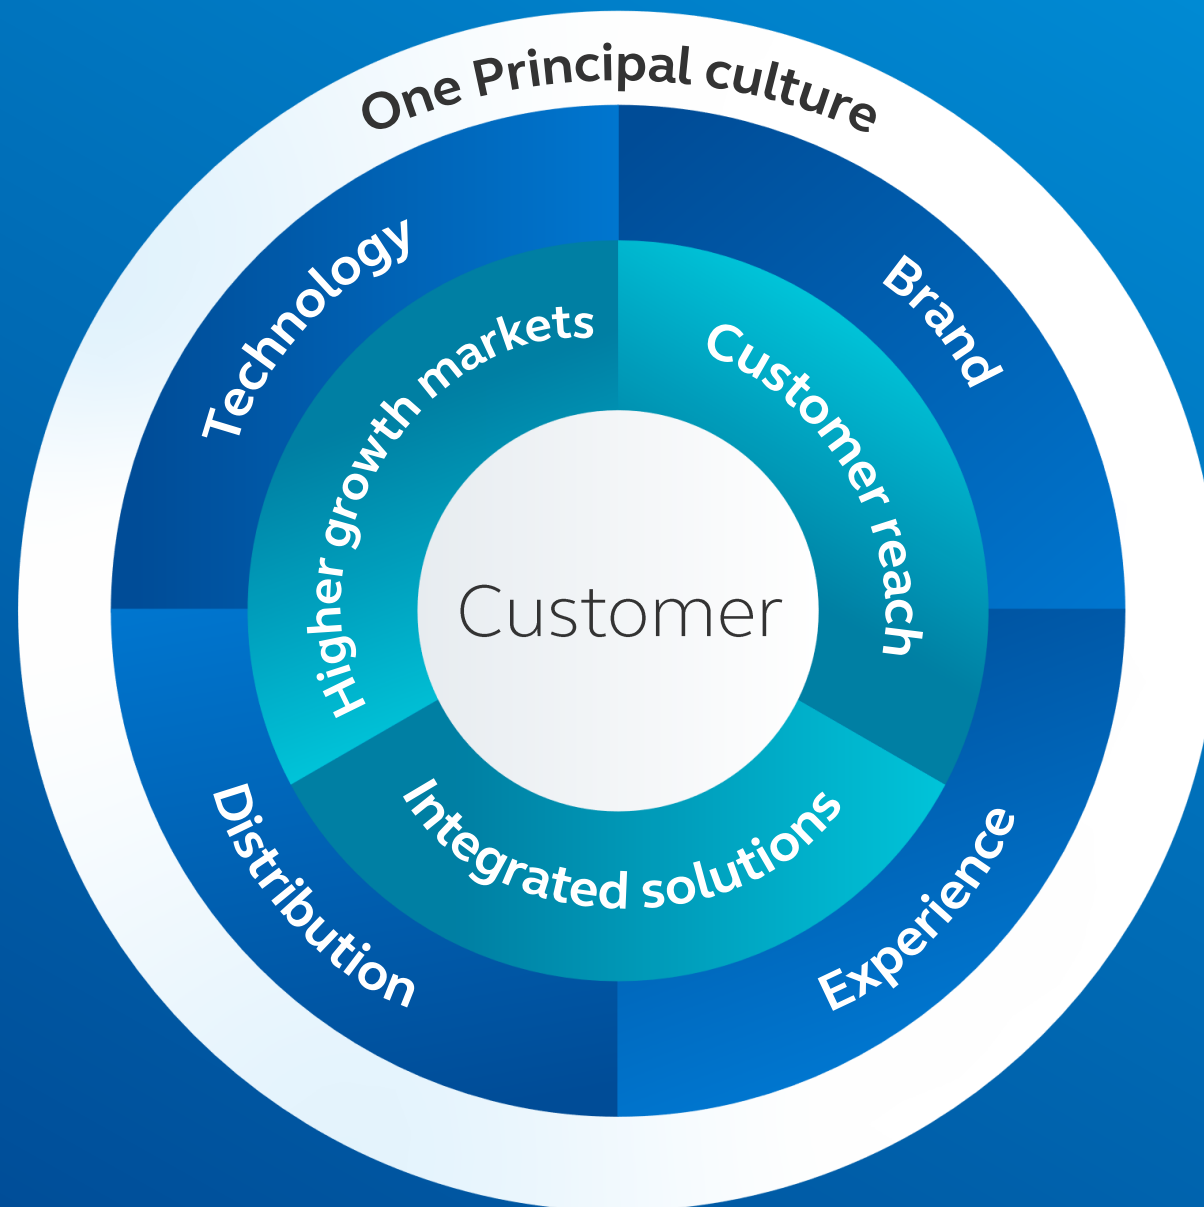 One Principal culture
Technology
Brand
Higher growth markets
Customer reach
Customer
Integrated solutions
Distribution
Experience